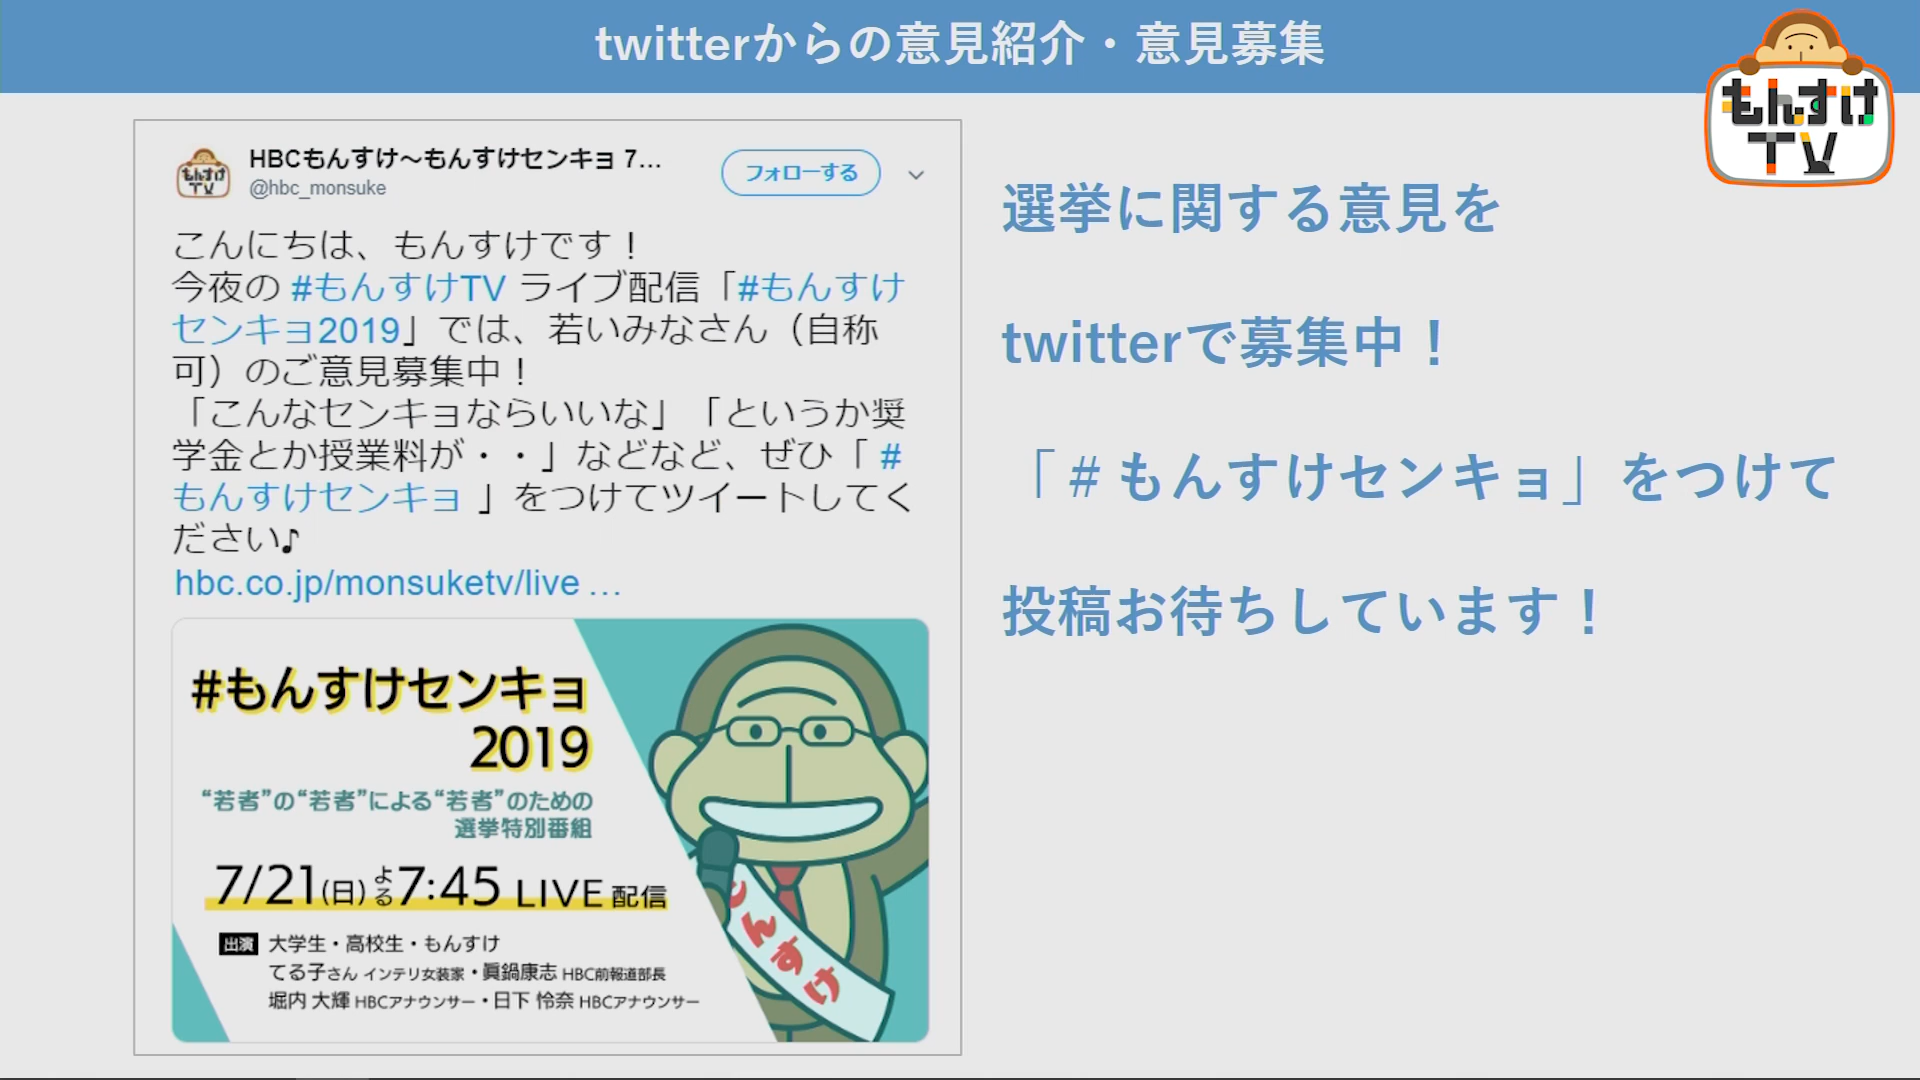 twitterからの意見紹介・意見募集
もんすけ
TV
もんすけ
TV
HBCもんすけ～もんすけセンキョ 7...
@hbc_monsuke
フォローする
こんにちは、もんすけです！
今夜の #もんすけTV ライブ配信「#もんすけ
センキョ2019」では、若いみなさん（自称
可）のご意見募集中！
「こんなセンキョならいいな」「というか奨
学金とか授業料が・・」などなど、ぜひ「 #
もんすけセンキョ 」をつけてツイートしてく
ださい♪
hbc.co.jp/monsuketv/live …
#もんすけセンキョ
2019
“若者”の“若者”による“若者”のための
選挙特別番組
7/21(日)よる7:45 LIVE 配信
出演 大学生・高校生・もんすけ
てる子さん インテリ女装家・眞鍋康志 HBC前報道部長
堀内 大輝 HBCアナウンサー・日下 怜奈 HBCアナウンサー
もんすけ
選挙に関する意見を
twitterで募集中！
「＃もんすけセンキョ」をつけて
投稿お待ちしています！